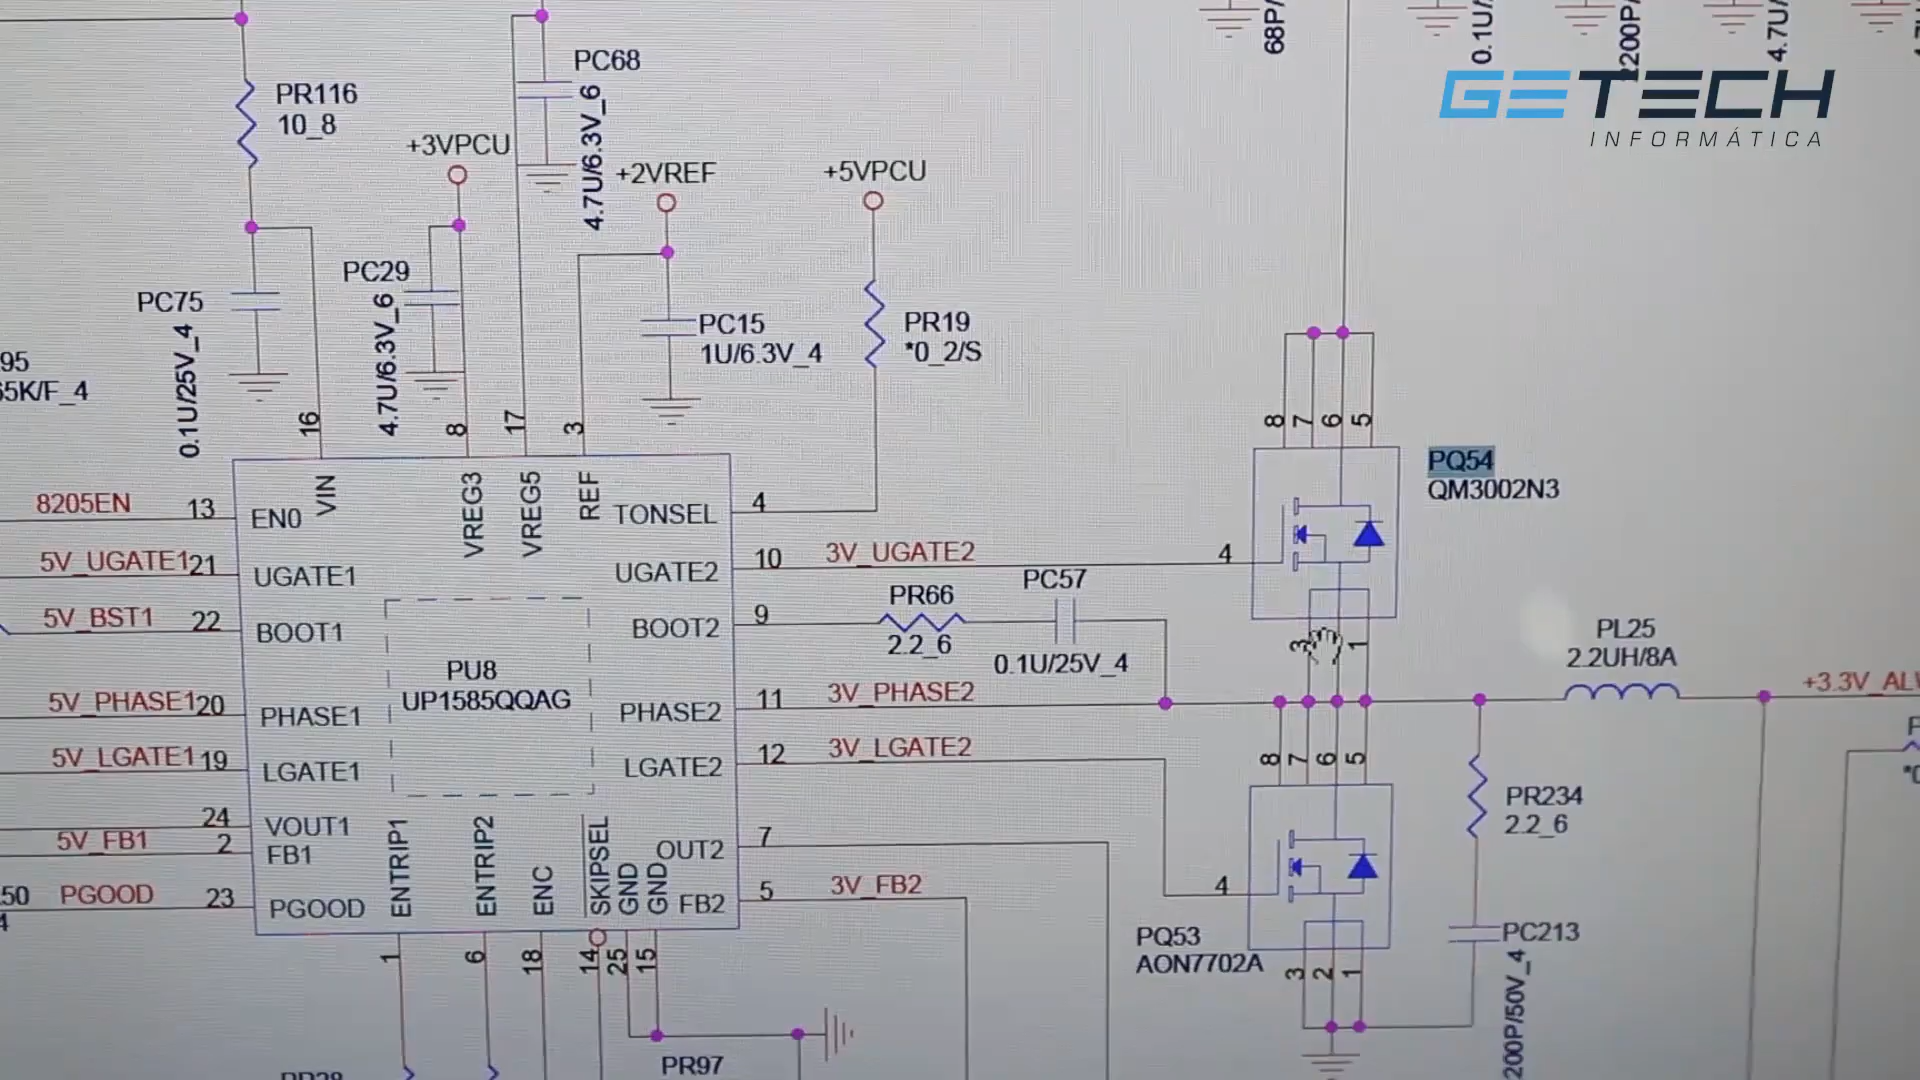 68P/
0.1U/
2200P/
4.7U/
GETECH
INFORMÁTICA
PR116
10_8
PC68
4.7U/6.3V_6
+3VPCU
+2VREF
+5VPCU
PC75
0.1U/25V_4
PC29
4.7U/6.3V_6
PC15
1U/6.3V_4
PR19
*0_2/S
95
65K/F_4
16
8
17
3
8
7
6
5
PQ54
QM3002N3
8205EN
13
EN0
VIN
VREG3
VREG5
REF
TONSEL
4
5V_UGATE1
21
UGATE1
UGATE2
10
3V_UGATE2
4
5V_BST1
22
BOOT1
BOOT2
9
PR66
2.2_6
PC57
0.1U/25V_4
3
1
PL25
2.2UH/8A
PU8
UP1585QQAG
5V_PHASE1
20
PHASE1
PHASE2
11
3V_PHASE2
+3.3V_AL
5V_LGATE1
19
LGATE1
LGATE2
12
3V_LGATE2
8
7
6
5
PR234
2.2_6
24
VOUT1
5V_FB1
2
FB1
OUT2
7
50
PGOOD
23
PGOOD
ENTRIP1
ENTRIP2
ENC
SKIPSEL
GND
GND
FB2
5
3V_FB2
4
PQ53
AON7702A
3
2
1
PC213
200P/50V_4
1
6
18
14
25
15
PR97